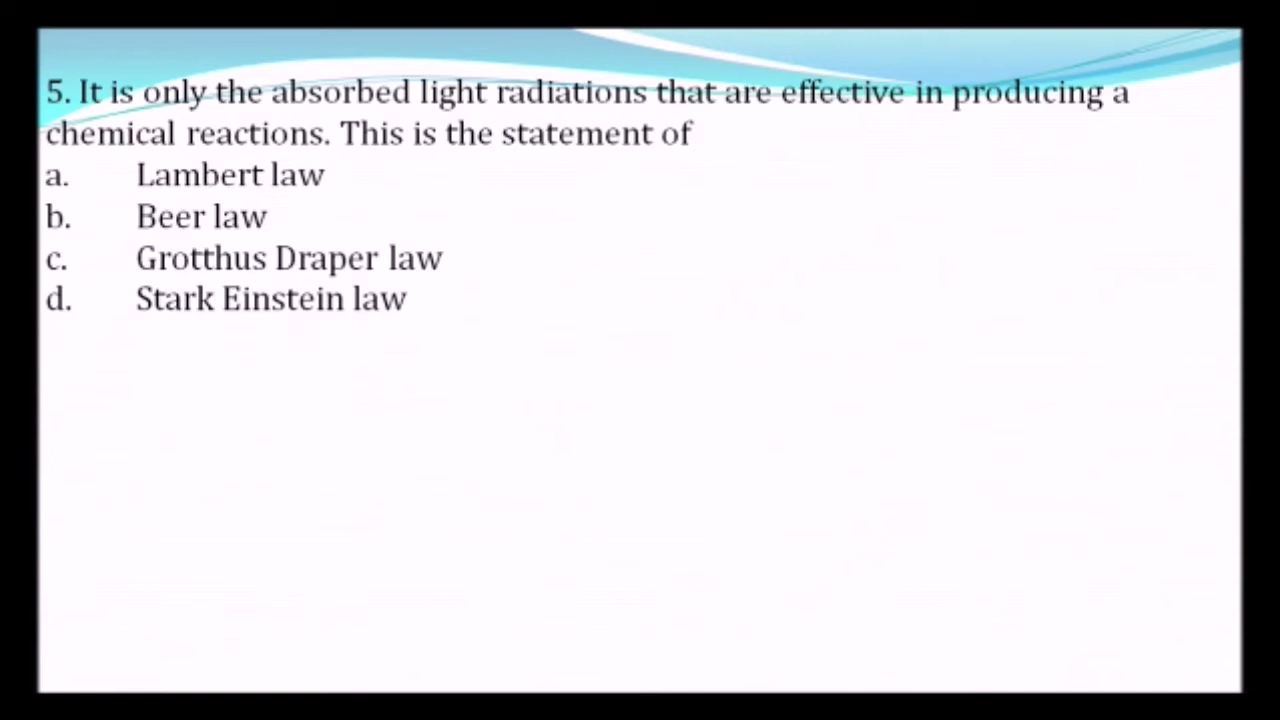 5. It is only the absorbed light radiations that are effective in producing a
chemical reactions. This is the statement of
a. Lambert law
b. Beer law
c. Grotthus Draper law
d. Stark Einstein law